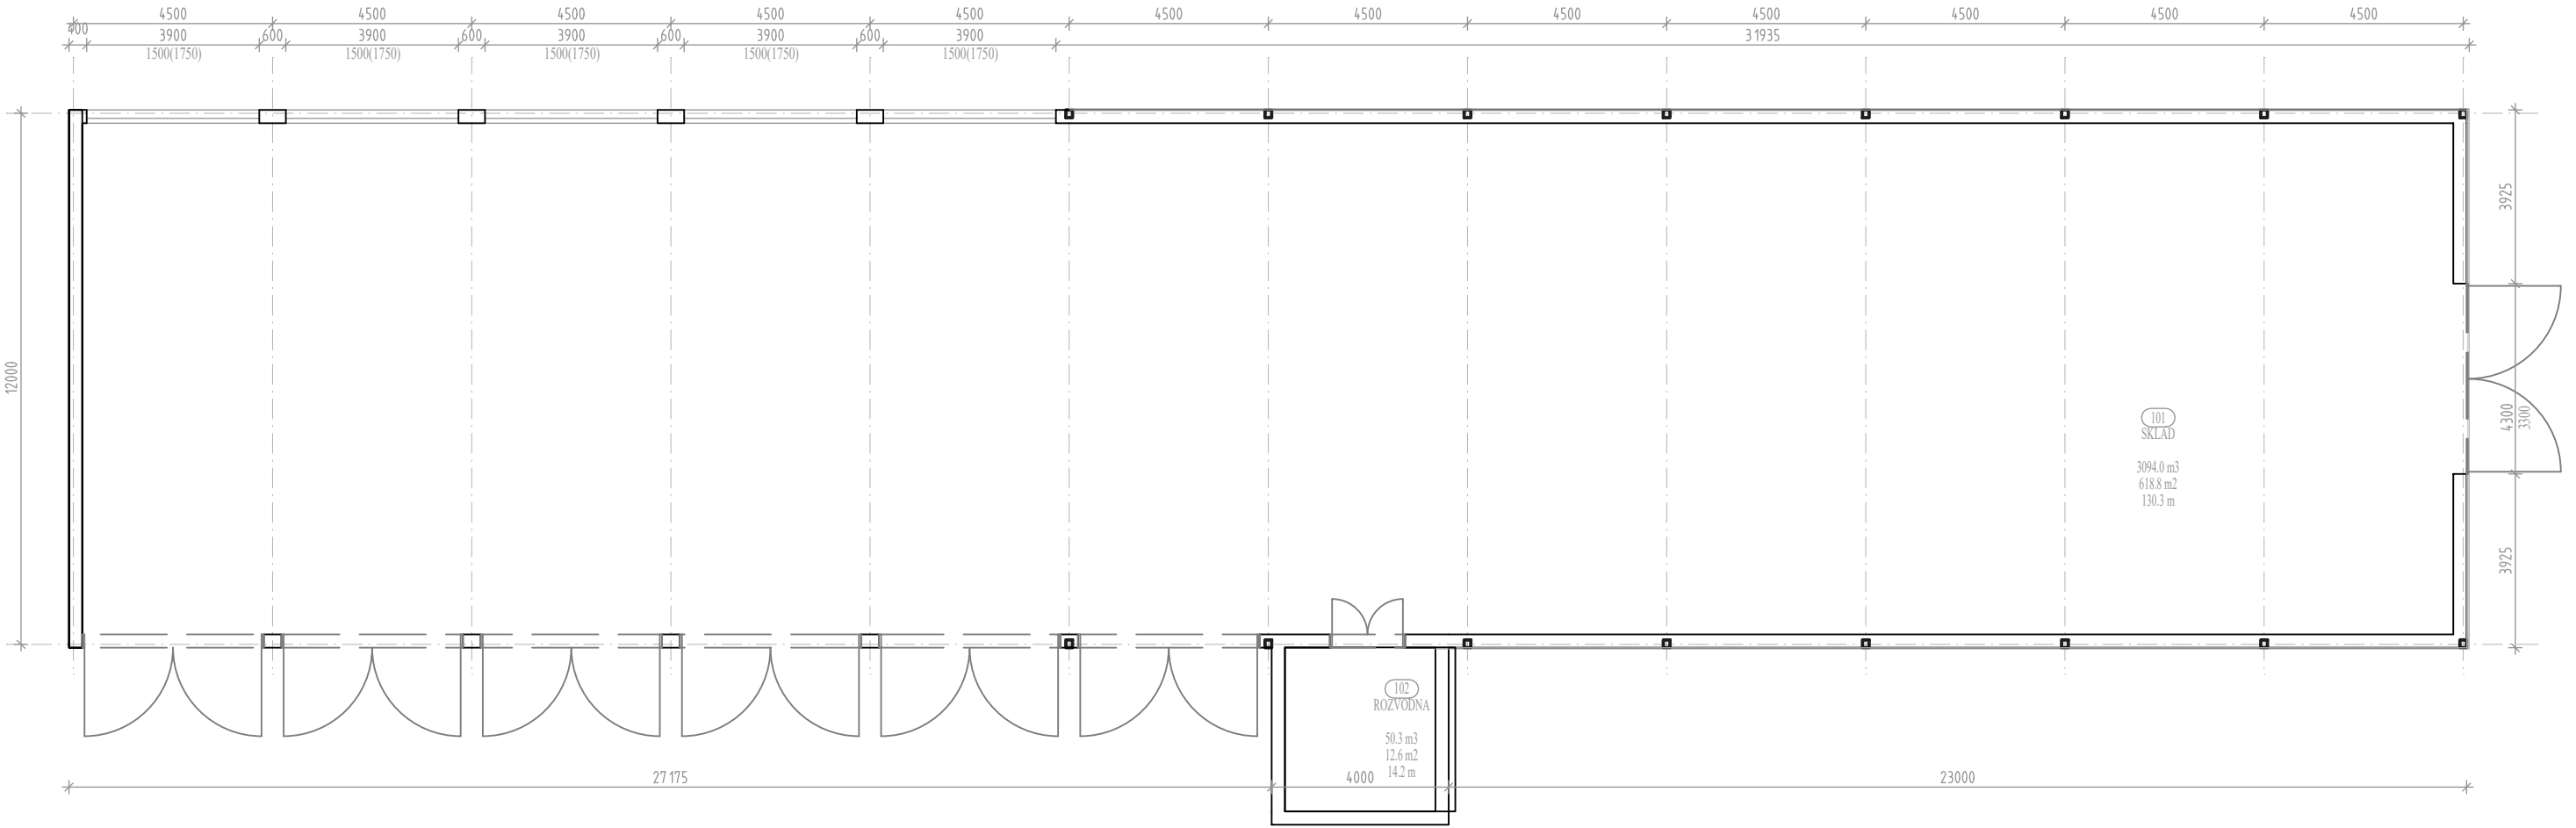 4500 4500 4500 4500 4500 4500 4500 4500 4500 4500 4500 4500
400 3900 600 3900 600 3900 600 3900 600 3900 31935
1500(1750) 1500(1750) 1500(1750) 1500(1750) 1500(1750)
3925
12000
4300
3300
101
SKLAD
3094.0 m3
618.8 m2
130.3 m
3925
102
ROZVODNA
50.3 m3
12.6 m2
14.2 m
27175 4000 23000